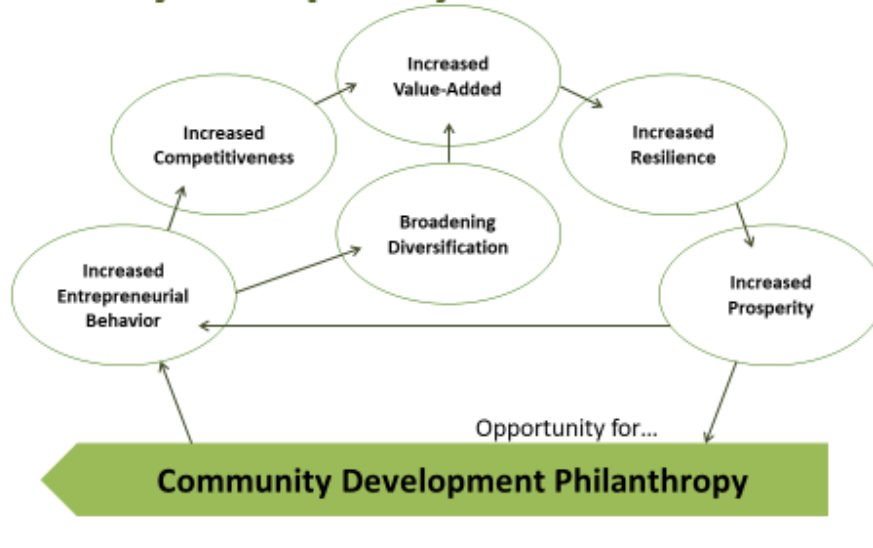 Increased
Value-Added
Increased
Competitiveness
Increased
Resilience
Broadening
Diversification
Increased
Entrepreneurial
Behavior
Increased
Prosperity
Opportunity for...
Community Development Philanthropy